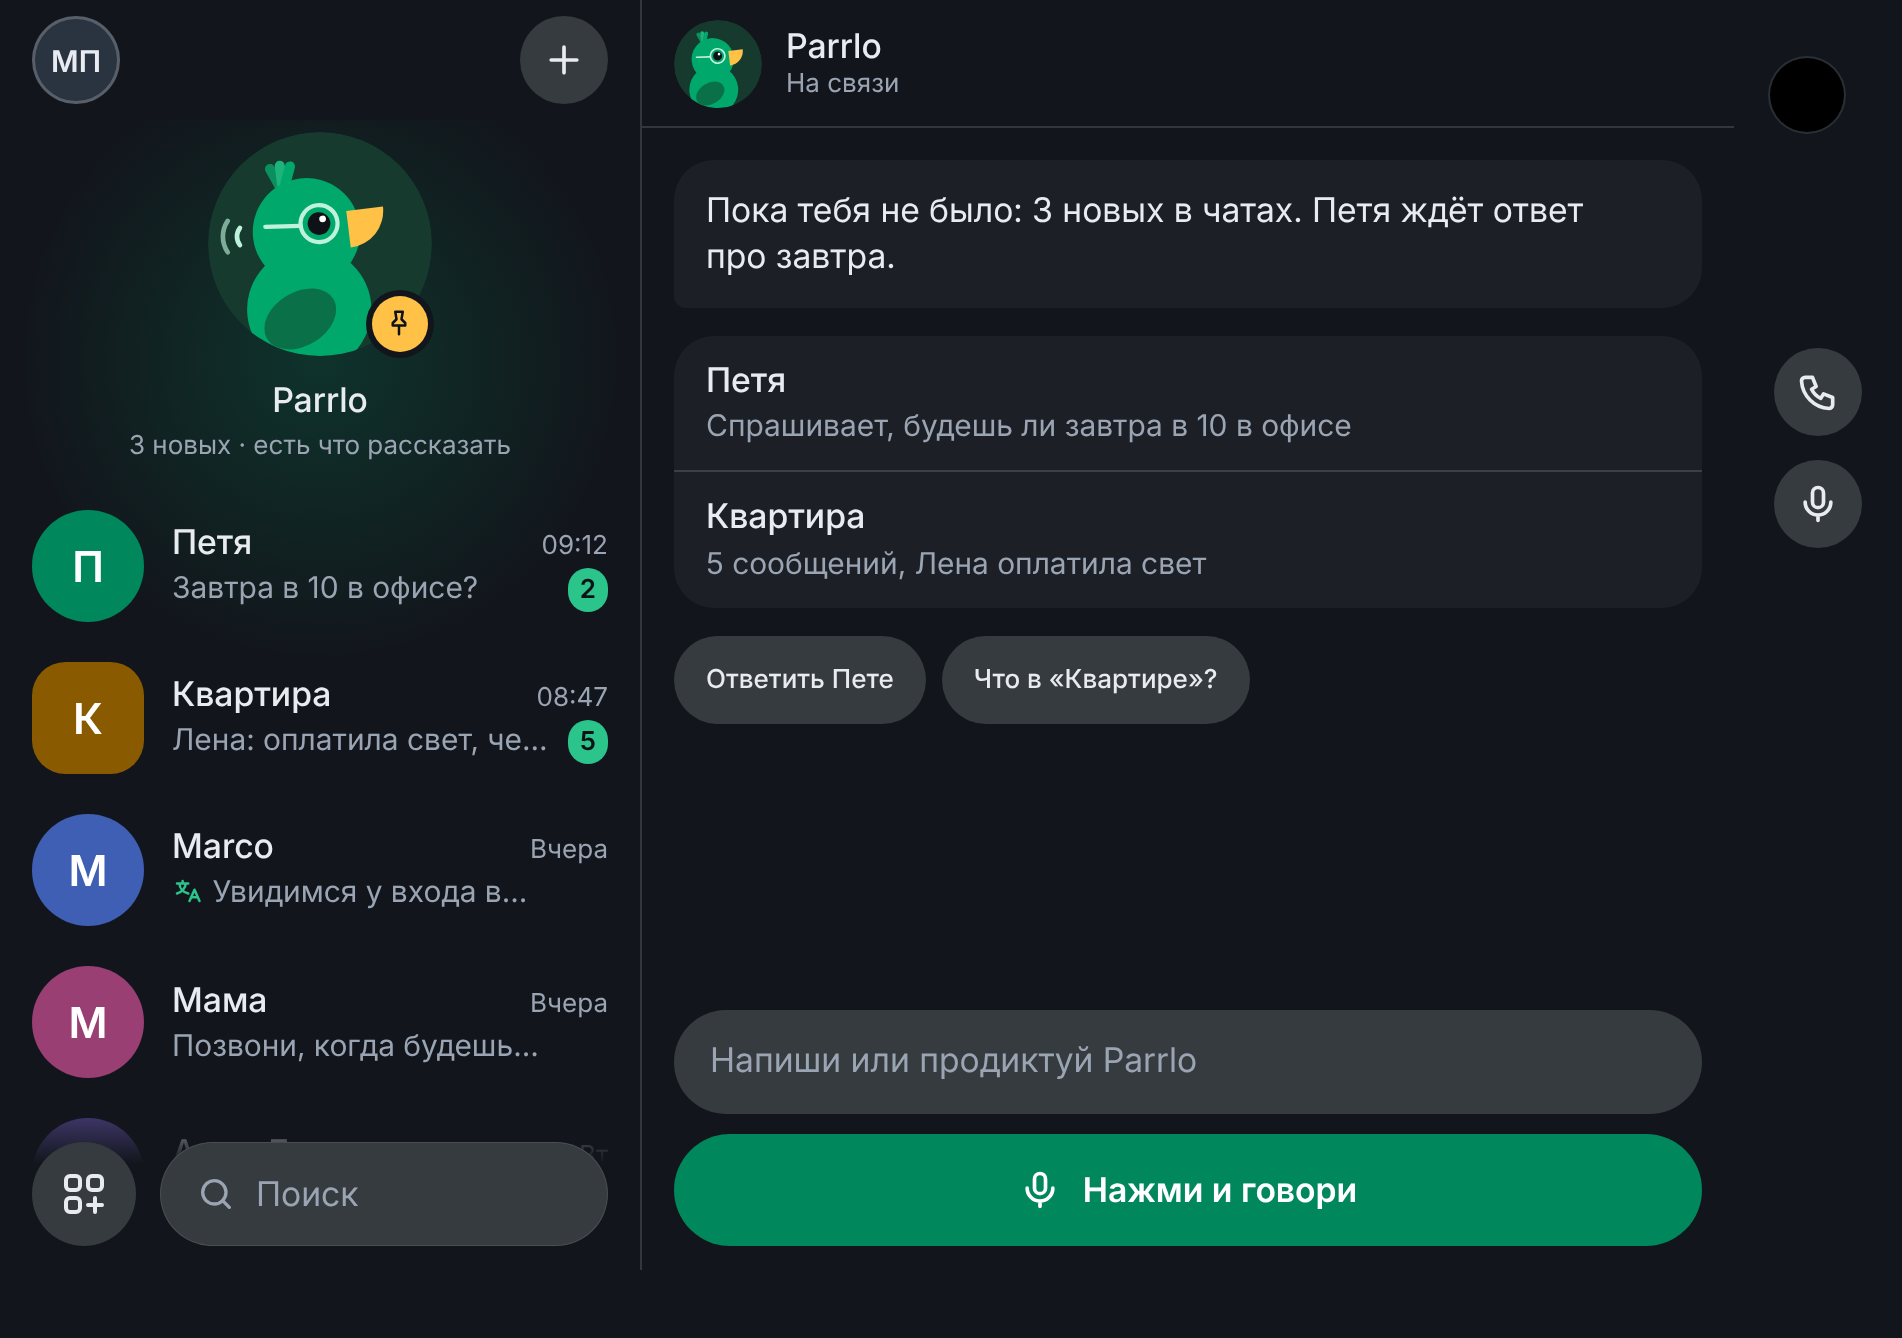 МП
Parrlo
3 новых · есть что рассказать
П
Петя
09:12
Завтра в 10 в офисе?
2
К
Квартира
08:47
Лена: оплатила свет, че...
5
M
Marco
Вчера
Увидимся у входа в...
М
Мама
Вчера
Позвони, когда будешь...
Вт
Поиск
Parrlo
На связи
Пока тебя не было: 3 новых в чатах. Петя ждёт ответ
про завтра.
Петя
Спрашивает, будешь ли завтра в 10 в офисе
Квартира
5 сообщений, Лена оплатила свет
Ответить Пете
Что в «Квартире»?
Напиши или продиктуй Parrlo
Нажми и говори